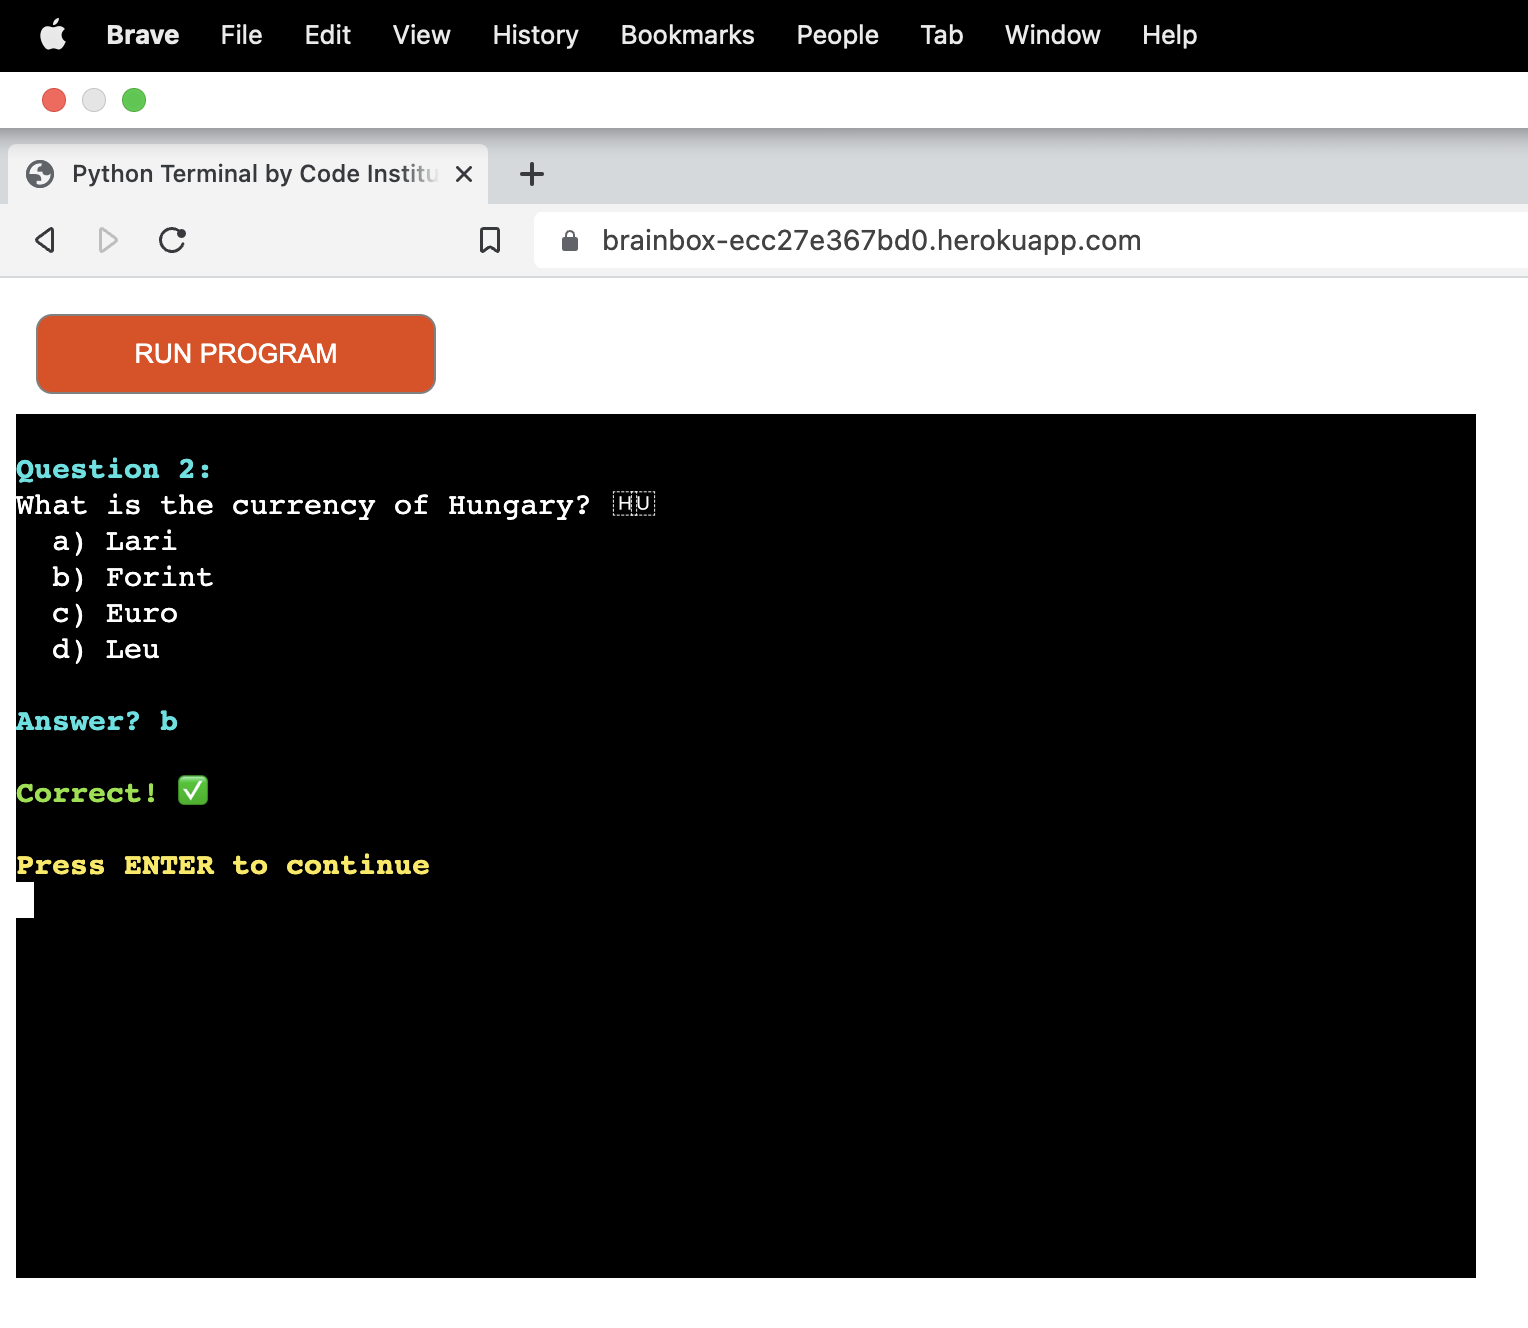 Brave File Edit View History Bookmarks People Tab Window Help
Python Terminal by Code Institu
brainbox-ecc27e367bd0.herokuapp.com
RUN PROGRAM
Question 2:
What is the currency of Hungary? 🇭🇺
a) Lari
b) Forint
c) Euro
d) Leu
Answer? b
Correct! ✅
Press ENTER to continue